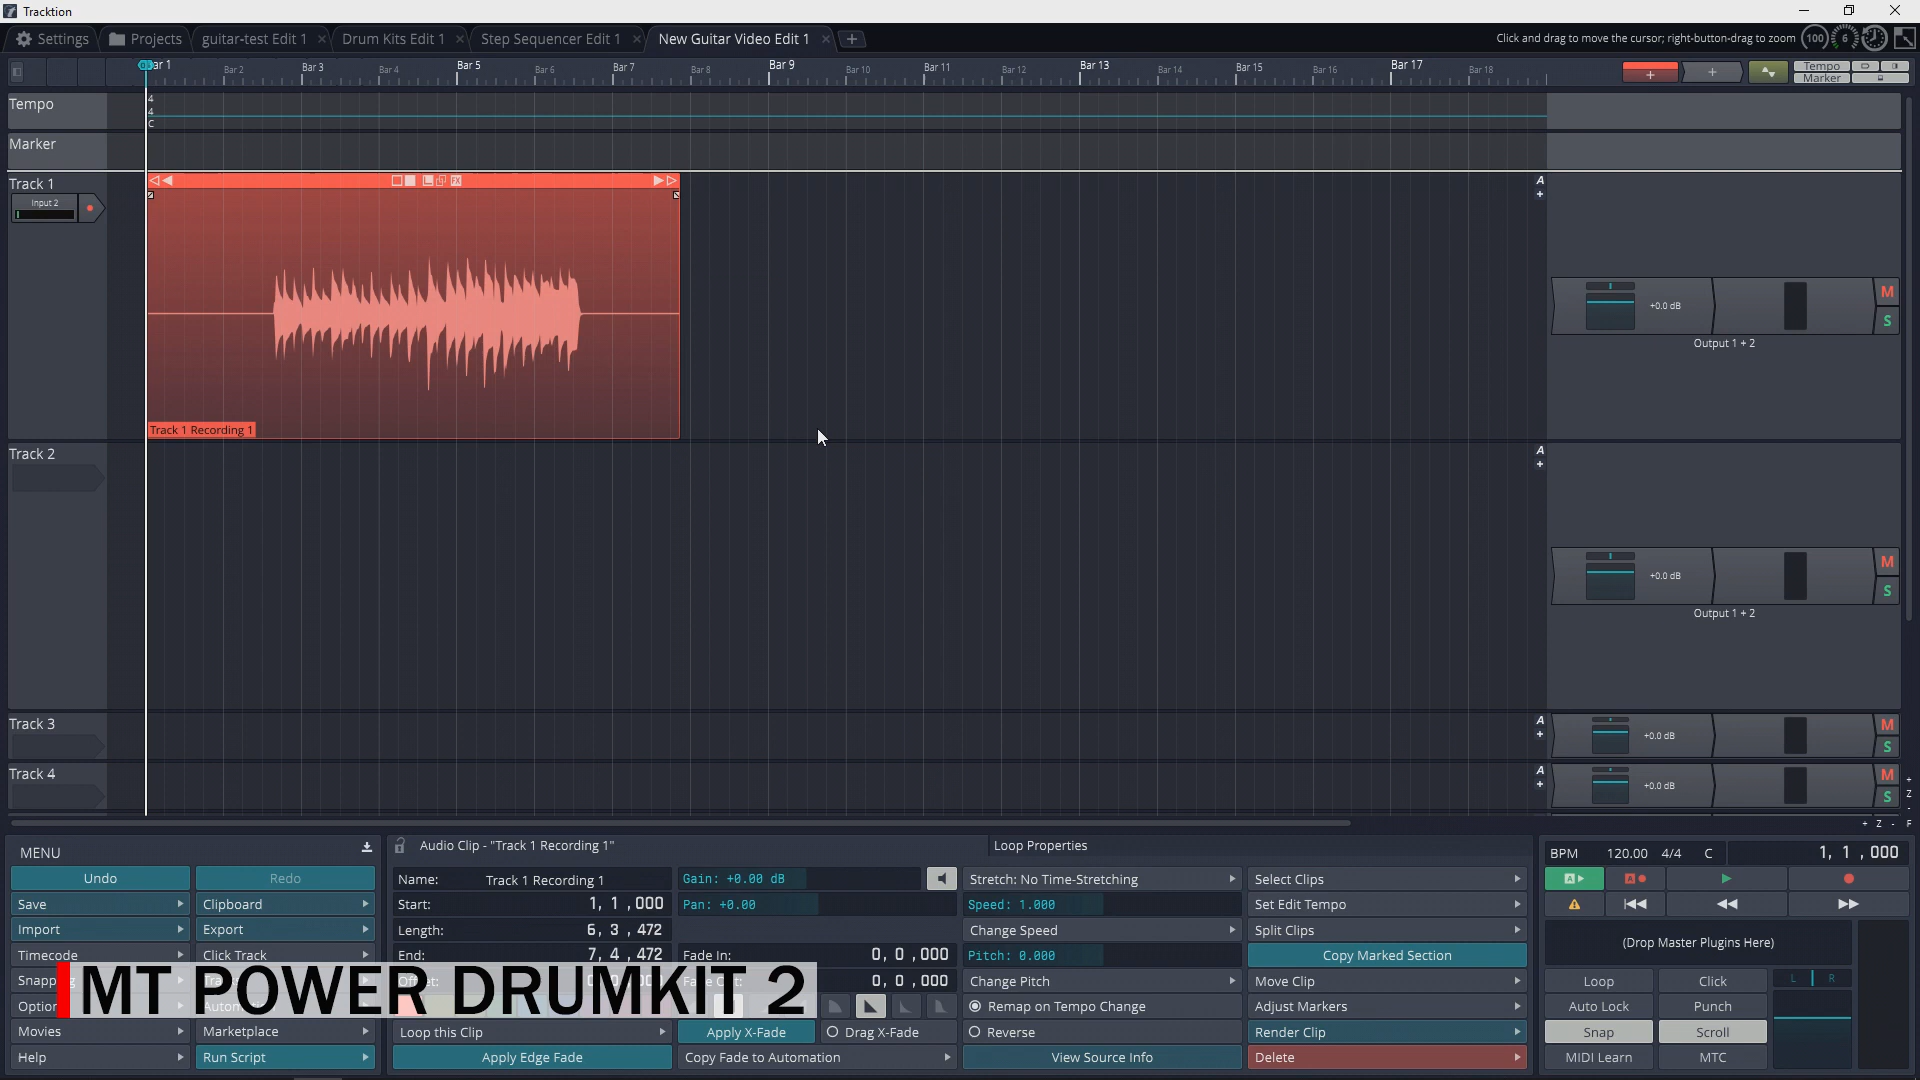 Tracktion
Settings
Projects
guitar-test Edit 1
Drum Kits Edit 1
Step Sequencer Edit 1
New Guitar Video Edit 1
Click and drag to move the cursor; right-button-drag to zoom
100
6
ar 1
Bar 2
Bar 3
Bar 4
Bar 5
Bar 6
Bar 7
Bar 8
Bar 9
Bar 10
Bar 11
Bar 12
Bar 13
Bar 14
Bar 15
Bar 16
Bar 17
Bar 18
Tempo
Marker
Tempo
4
4
C
Marker
Track 1
Input 2
FX
Track 1 Recording 1
A
+0.0 dB
M
S
Output 1 + 2
Track 2
A
+0.0 dB
M
S
Output 1 + 2
Track 3
A
+0.0 dB
M
S
Track 4
A
+0.0 dB
M
S
+ Z - F
MENU
Undo
Redo
Save
Clipboard
Import
Export
Timecode
Click Track
Movies
Marketplace
Help
Run Script
Audio Clip - "Track 1 Recording 1"
Loop Properties
Name: Track 1 Recording 1
Start: 1, 1 ,000
Length: 6, 3 ,472
End: 7, 4 ,472
Loop this Clip
Apply Edge Fade
Gain: +0.00 dB
Pan: +0.00
Fade In: 0, 0 ,000
0, 0 ,000
Apply X-Fade
Drag X-Fade
Copy Fade to Automation
Stretch: No Time-Stretching
Speed: 1.000
Change Speed
Pitch: 0.000
Change Pitch
Remap on Tempo Change
Reverse
View Source Info
Select Clips
Set Edit Tempo
Split Clips
Copy Marked Section
Move Clip
Adjust Markers
Render Clip
Delete
BPM 120.00 4/4 C 1, 1 ,000
A
A
(Drop Master Plugins Here)
Loop
Click
Auto Lock
Punch
Snap
Scroll
MIDI Learn
MTC
L R
MT POWER DRUMKIT 2